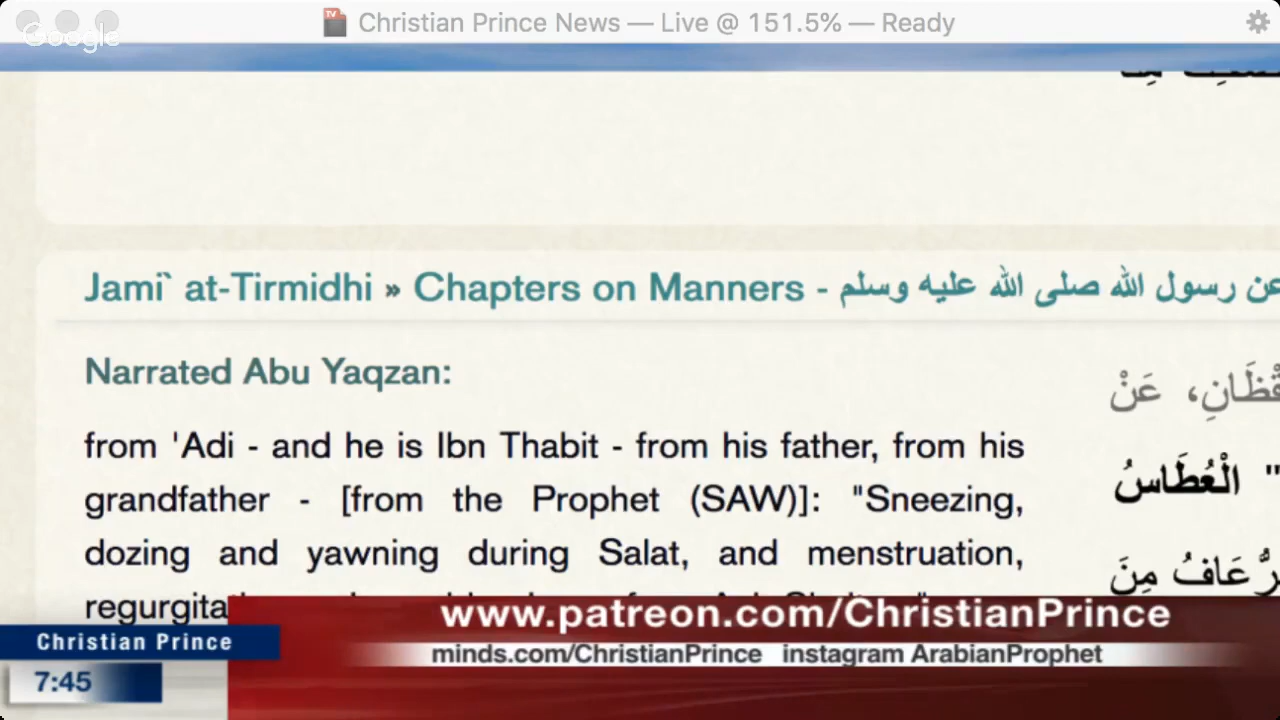 Christian Prince News — Live @ 151.5% — Ready
Google
Jami` at-Tirmidhi » Chapters on Manners - عن رسول الله صلى الله عليه وسلم
Narrated Abu Yaqzan:
عَنْ
from 'Adi - and he is Ibn Thabit - from his father, from his
grandfather - [from the Prophet (SAW)]: "Sneezing,
" الْعُطَاسُ
dozing and yawning during Salat, and menstruation,
مِنَ
www.patreon.com/ChristianPrince
Christian Prince
minds.com/ChristianPrince instagram ArabianProphet
7:45